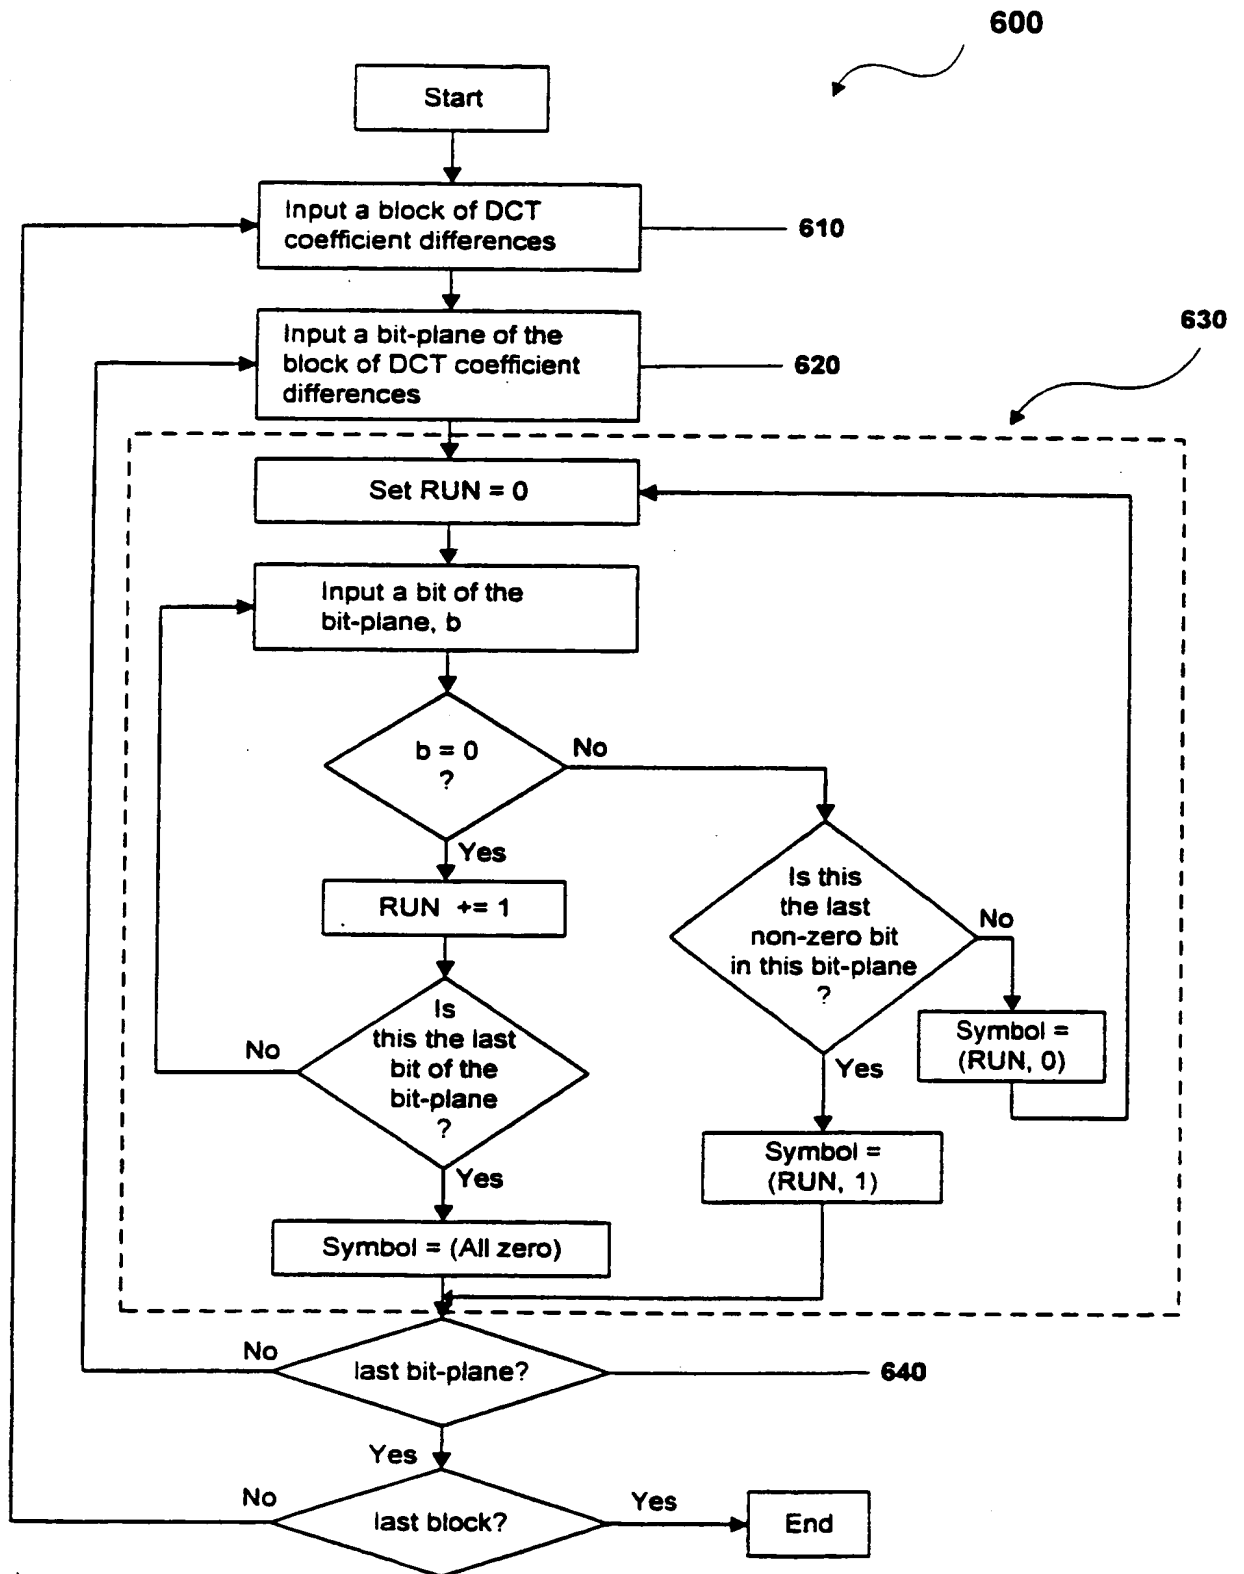 600
Start
Input a block of DCT
coefficient differences
610
Input a bit-plane of the
block of DCT coefficient
differences
620
630
Set RUN = 0
Input a bit of the
bit-plane, b
b = 0
?
No
Yes
RUN += 1
Is this
the last
non-zero bit
in this bit-plane
?
No
Is
this the last
bit of the
bit-plane
?
No
Symbol =
(RUN, 0)
Yes
Symbol =
(RUN, 1)
Yes
Symbol = (All zero)
No
last bit-plane?
640
Yes
No
last block?
Yes
End